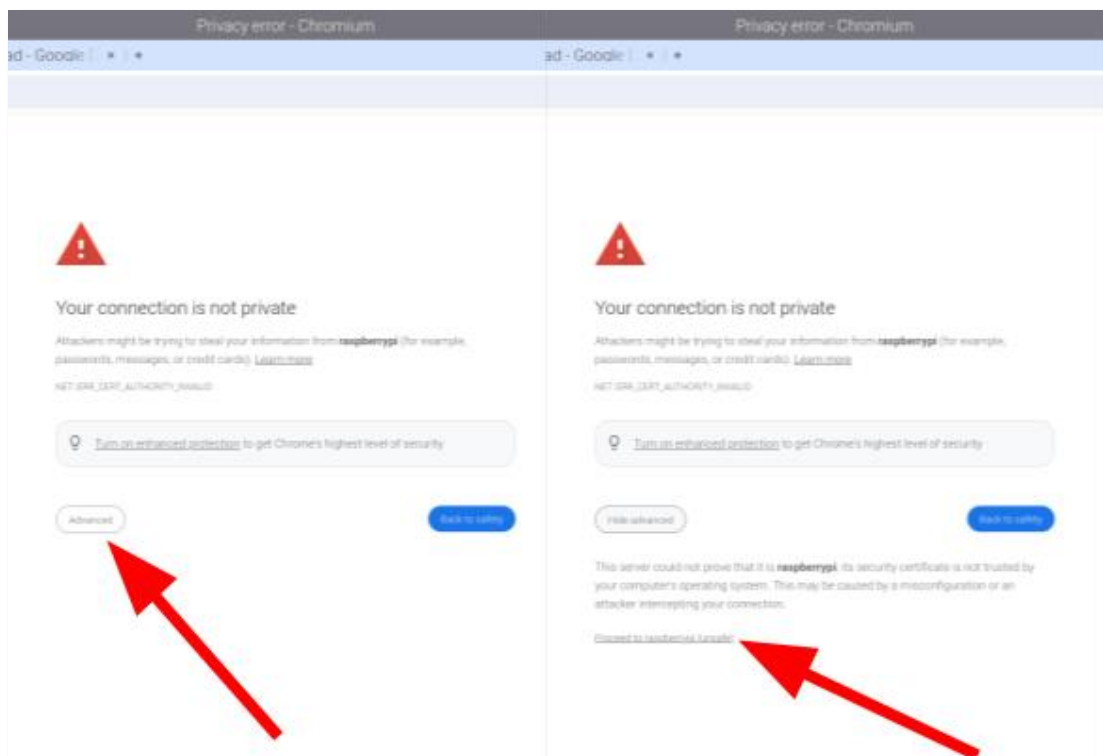 Privacy error - Chromium
ad - Google
Your connection is not private
Attackers might be trying to steal your information from raspberrypi (for example,
passwords, messages, or credit cards). Learn more
NET::ERR_CERT_AUTHORITY_INVALID
Turn on enhanced protection to get Chrome's highest level of security
Advanced
Back to safety
Privacy error - Chromium
ad - Google
Your connection is not private
Attackers might be trying to steal your information from raspberrypi (for example,
passwords, messages, or credit cards). Learn more
NET::ERR_CERT_AUTHORITY_INVALID
Turn on enhanced protection to get Chrome's highest level of security
Hide advanced
Back to safety
This server could not prove that it is raspberrypi; its security certificate is not trusted by
your computer's operating system. This may be caused by a misconfiguration or an
attacker intercepting your connection.
Proceed to raspberrypi (unsafe)